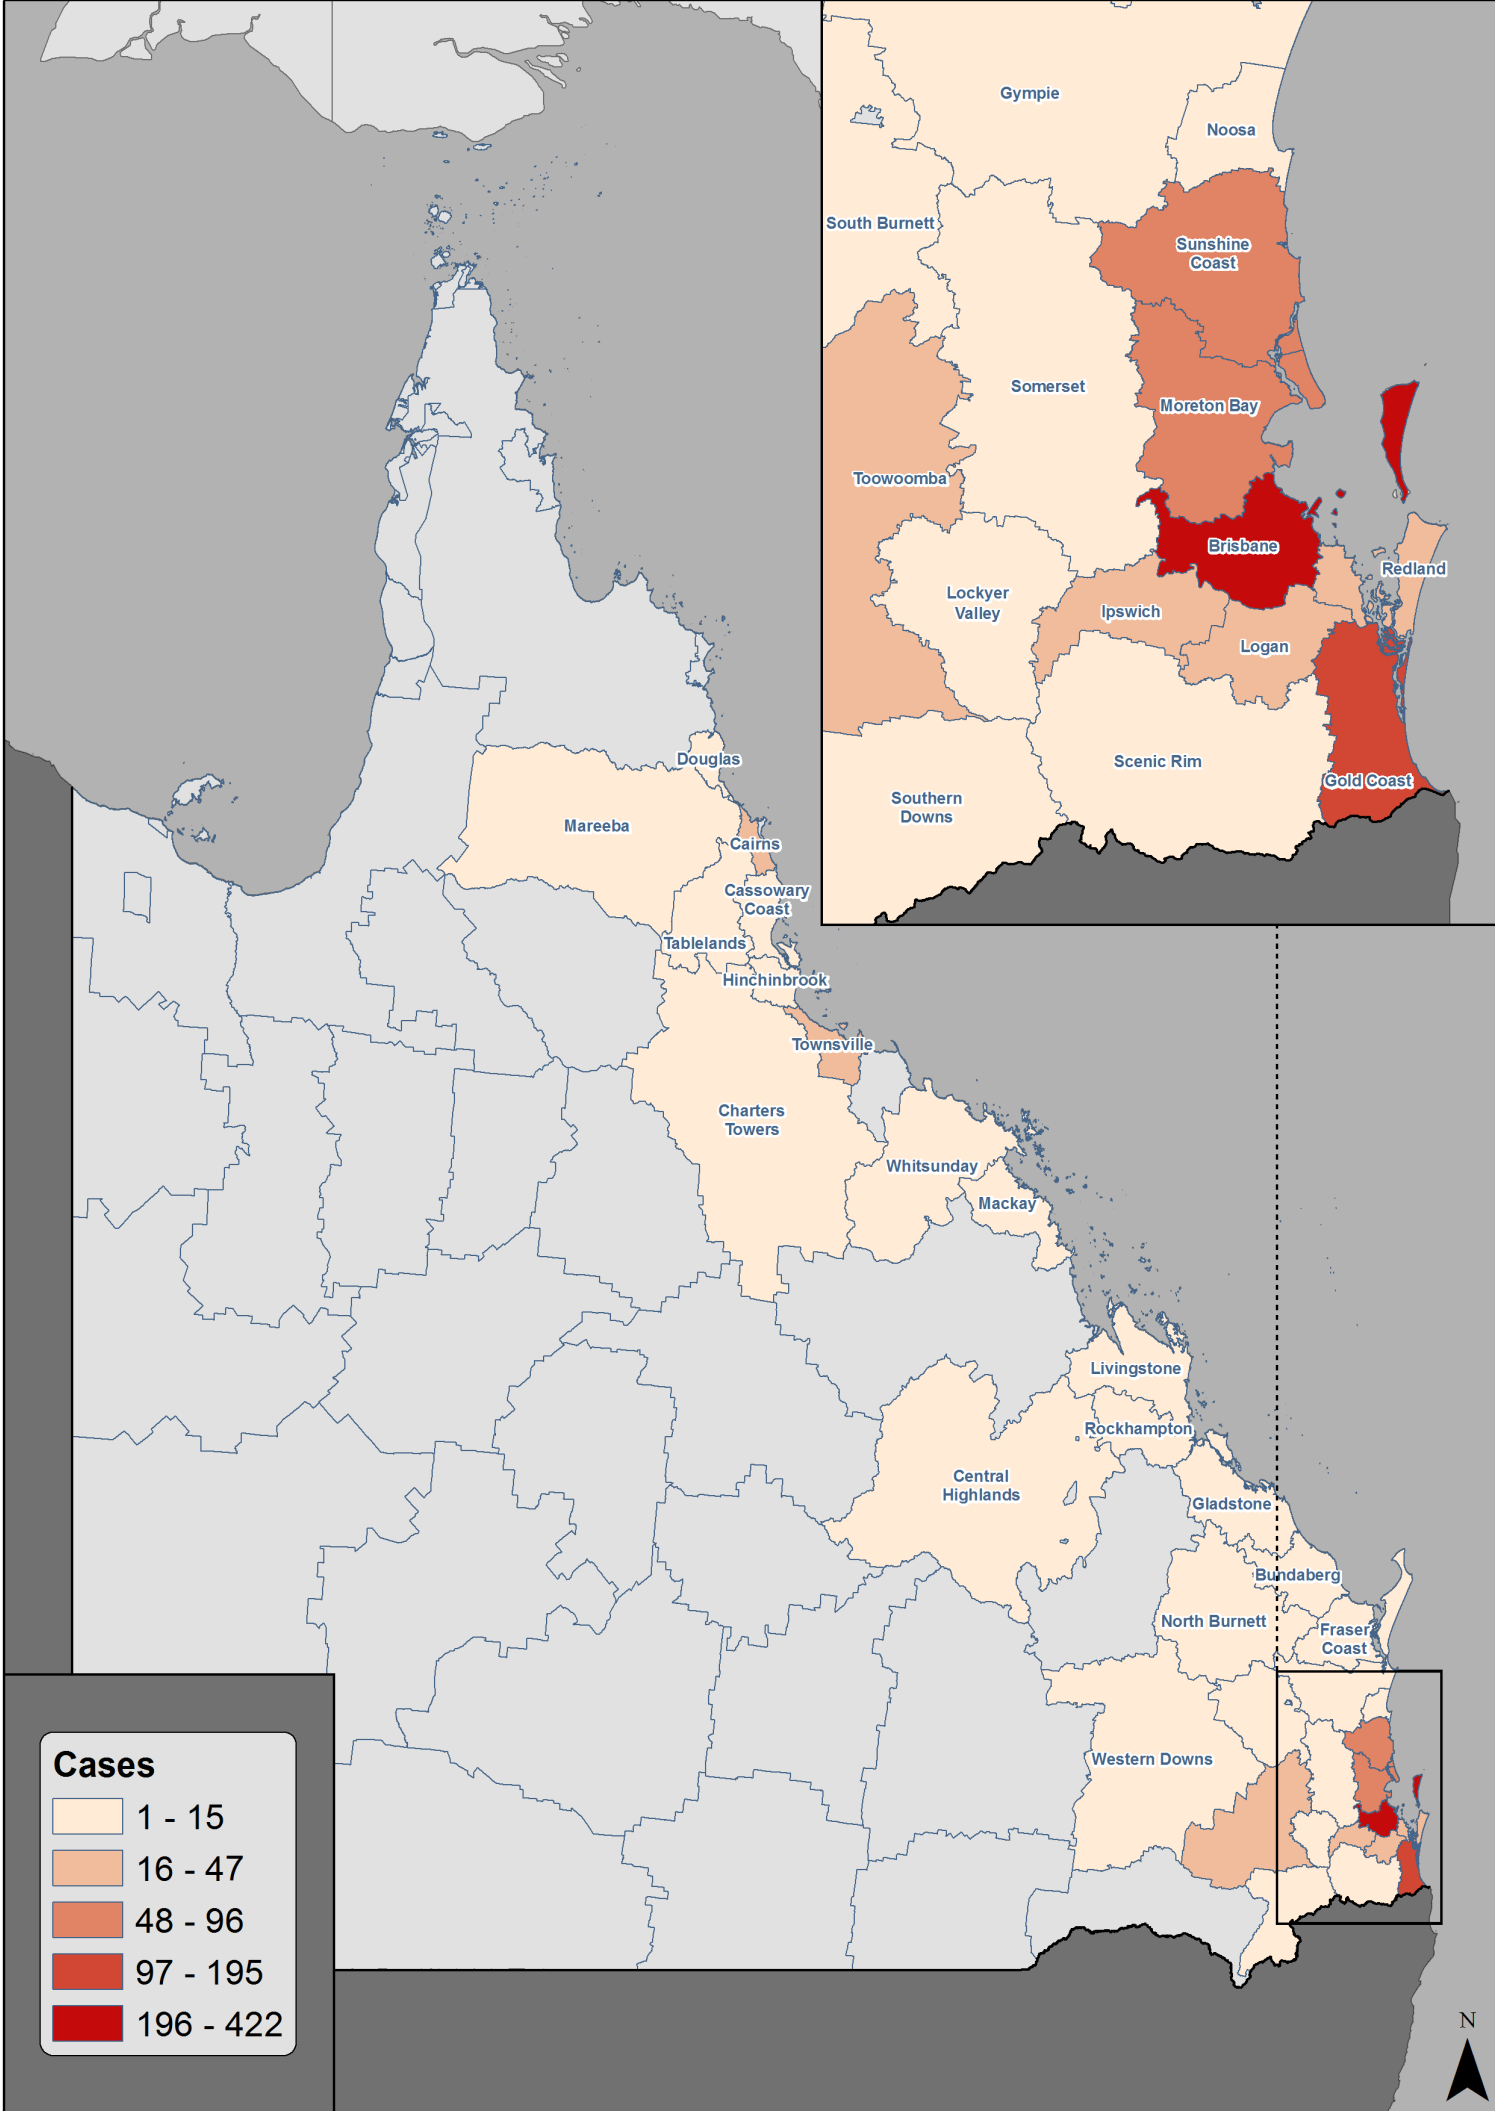 Gympie
Noosa
South Burnett
Sunshine
Coast
Somerset
Moreton Bay
Toowoomba
Brisbane
Redland
Lockyer
Valley
Ipswich
Logan
Scenic Rim
Gold Coast
Southern
Downs
Douglas
Mareeba
Cairns
Cassowary
Coast
Tablelands
Hinchinbrook
Townsville
Charters
Towers
Whitsunday
Mackay
Livingstone
Rockhampton
Central
Highlands
Gladstone
Bundaberg
North Burnett
Fraser
Coast
Western Downs
Cases
1 - 15
16 - 47
48 - 96
97 - 195
196 - 422
N